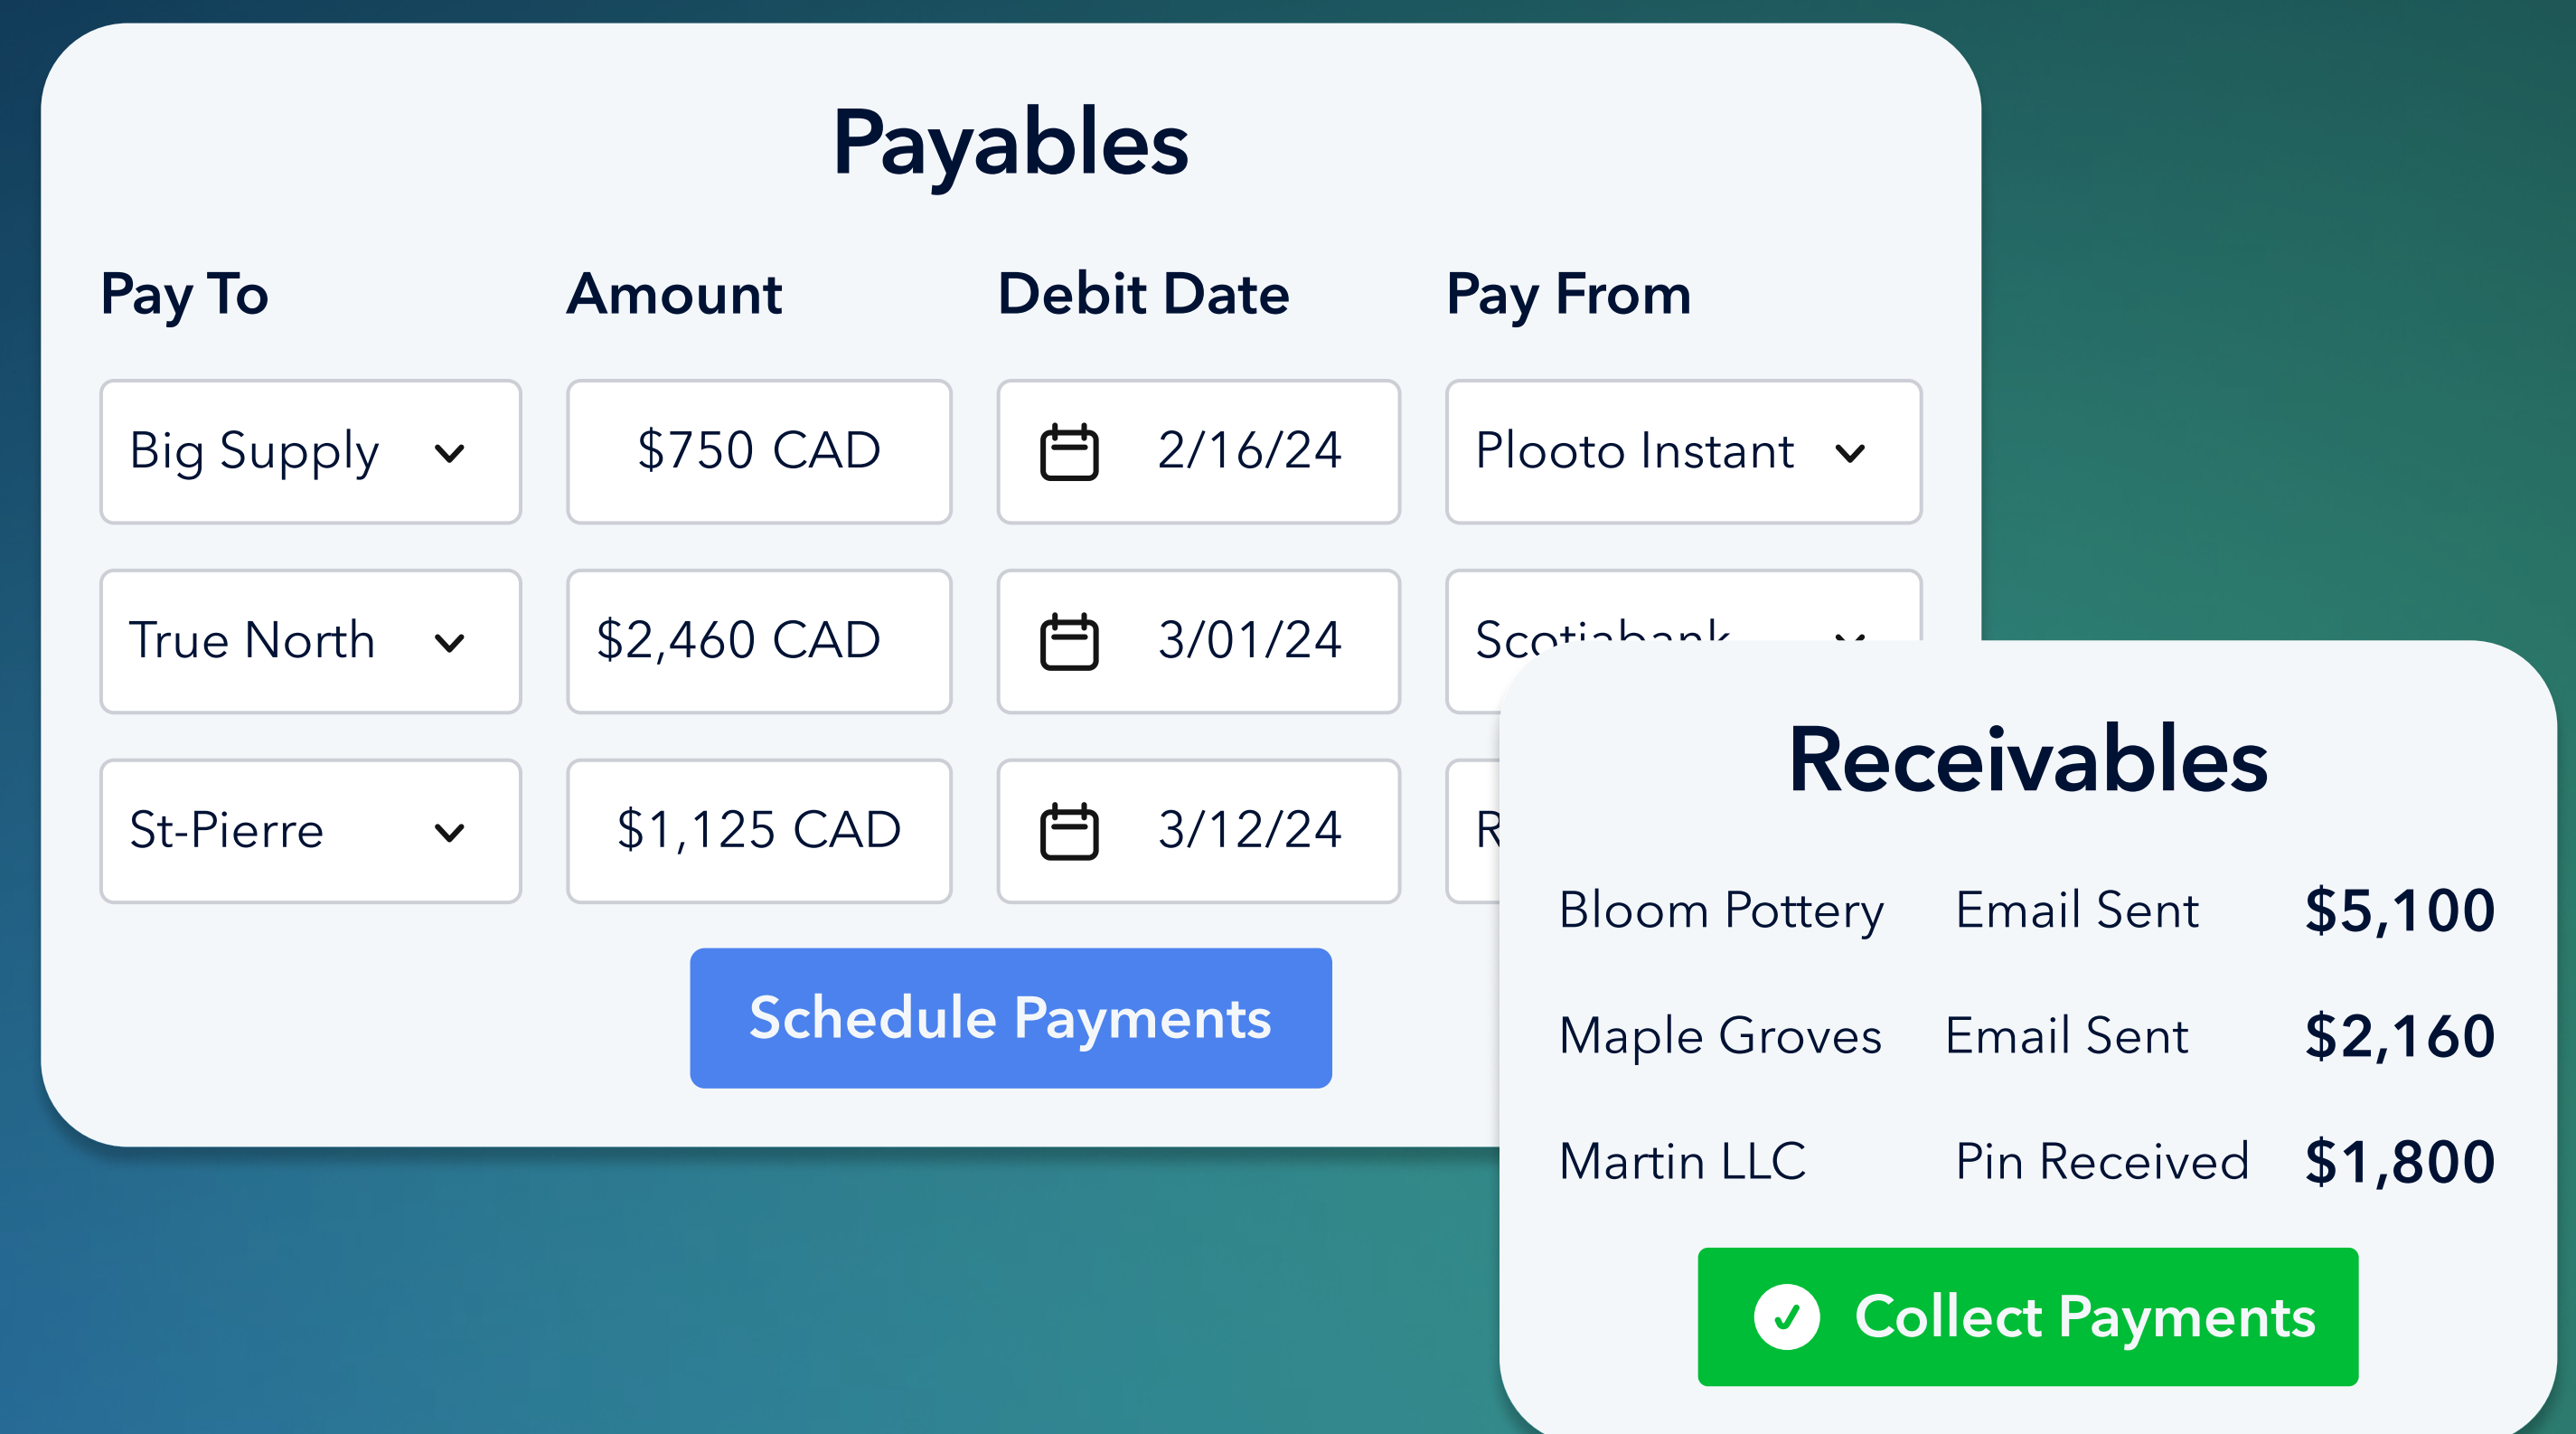 Payables
Pay To Amount Debit Date Pay From
Big Supply $750 CAD 2/16/24 Plooto Instant
True North $2,460 CAD 3/01/24 Scotiabank
St-Pierre $1,125 CAD 3/12/24
Schedule Payments
Receivables
Bloom Pottery Email Sent $5,100
Maple Groves Email Sent $2,160
Martin LLC Pin Received $1,800
Collect Payments